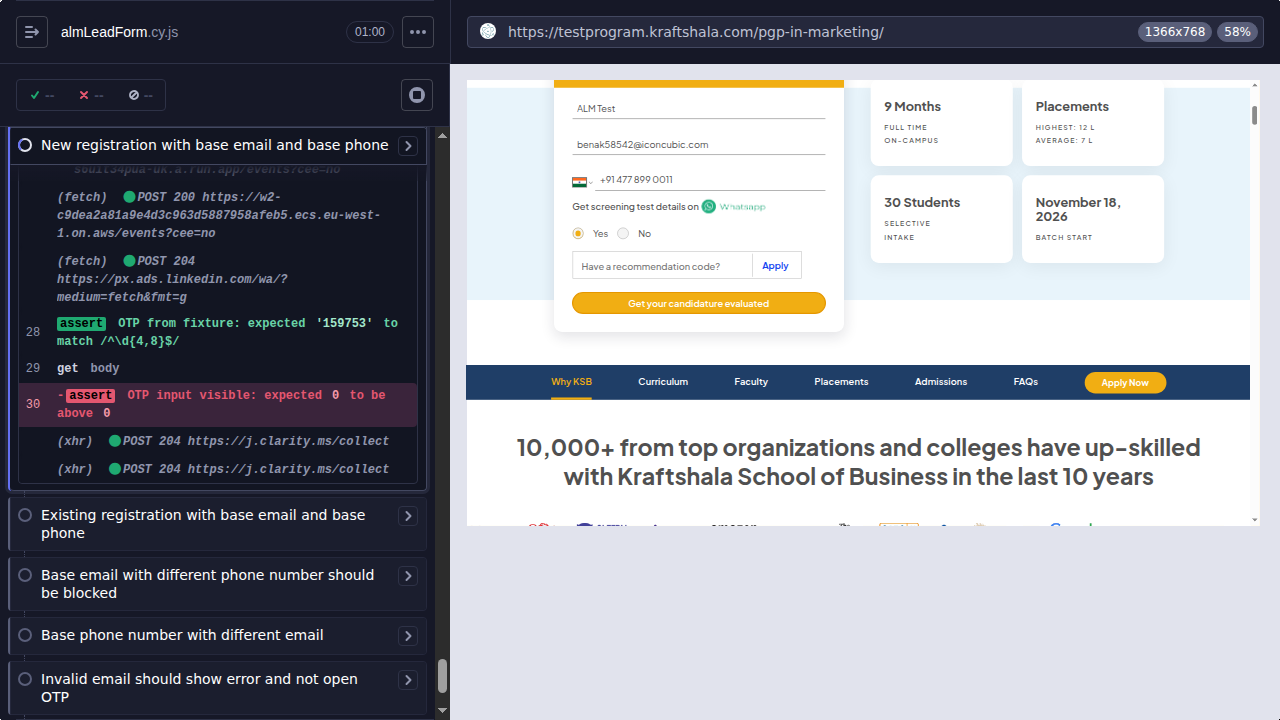 almLeadForm.cy.js
01:00
--
--
--
New registration with base email and base phone
s6bit34pua-uk.a.run.app/events?cee=no
(fetch) POST 200 https://w2-
c9dea2a81a9e4d3c963d5887958afeb5.ecs.eu-west-
1.on.aws/events?cee=no
(fetch) POST 204
https://px.ads.linkedin.com/wa/?
medium=fetch&fmt=g
28 assert OTP from fixture: expected '159753' to
match /^\d{4,8}$/
29 get body
30 -assert OTP input visible: expected 0 to be
above 0
(xhr) POST 204 https://j.clarity.ms/collect
(xhr) POST 204 https://j.clarity.ms/collect
Existing registration with base email and base
phone
Base email with different phone number should
be blocked
Base phone number with different email
Invalid email should show error and not open
OTP
https://testprogram.kraftshala.com/pgp-in-marketing/
1366x768
58%
ALM Test
benak58542@iconcubic.com
+91 477 899 0011
Get screening test details on Whatsapp
Yes No
Have a recommendation code? Apply
Get your candidature evaluated
9 Months
FULL TIME
ON-CAMPUS
Placements
HIGHEST: 12 L
AVERAGE: 7 L
30 Students
SELECTIVE
INTAKE
November 18,
2026
BATCH START
Why KSB Curriculum Faculty Placements Admissions FAQs Apply Now
10,000+ from top organizations and colleges have up-skilled
with Kraftshala School of Business in the last 10 years